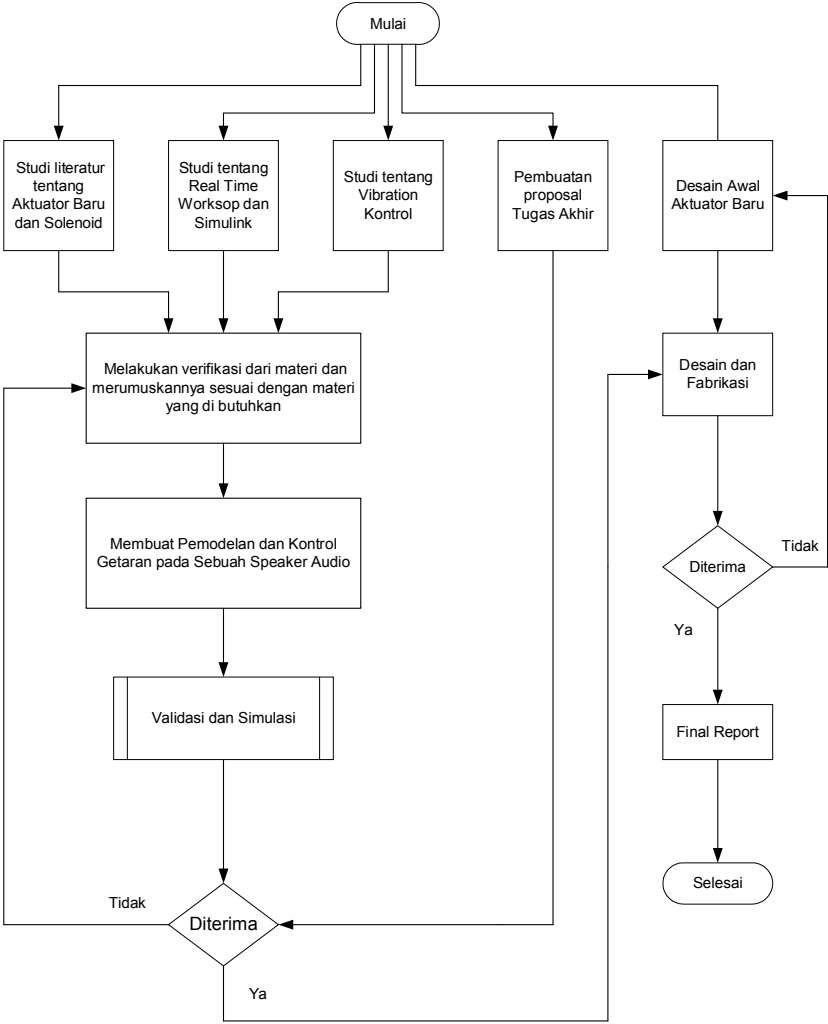 Mulai
Studi literatur
tentang
Aktuator Baru
dan Solenoid
Studi tentang
Real Time
Worksop dan
Simulink
Studi tentang
Vibration
Kontrol
Pembuatan
proposal
Tugas Akhir
Desain Awal
Aktuator Baru
Melakukan verifikasi dari materi dan
merumuskannya sesuai dengan materi
yang di butuhkan
Desain dan
Fabrikasi
Membuat Pemodelan dan Kontrol
Getaran pada Sebuah Speaker Audio
Diterima
Tidak
Ya
Validasi dan Simulasi
Final Report
Selesai
Tidak
Diterima
Ya